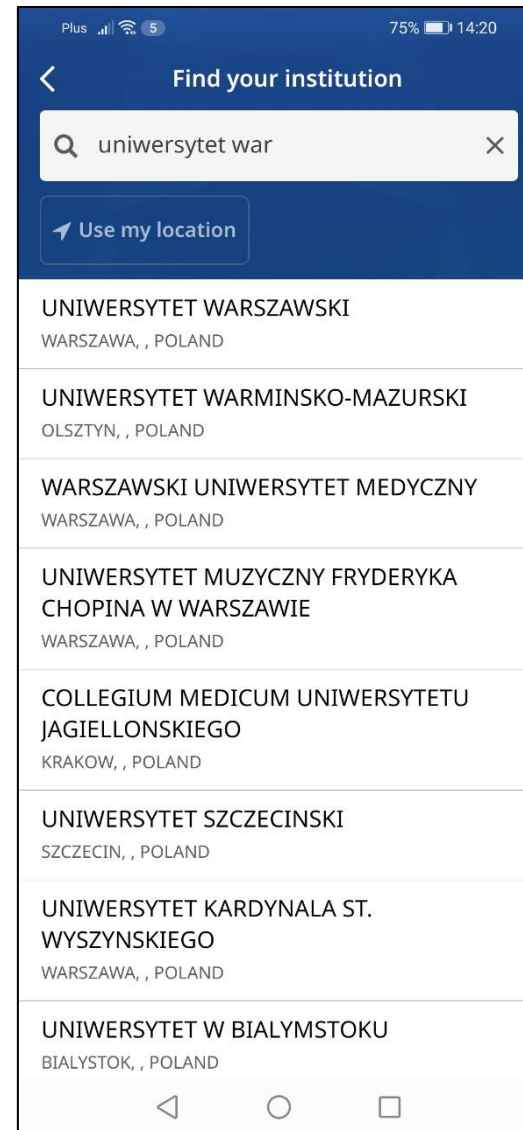 Plus 5 75% 14:20
Find your institution
uniwersytet war
Use my location
UNIWERSYTET WARSZAWSKI
WARSZAWA, , POLAND
UNIWERSYTET WARMINSKO-MAZURSKI
OLSZTYN, , POLAND
WARSZAWSKI UNIWERSYTET MEDYCZNY
WARSZAWA, , POLAND
UNIWERSYTET MUZYCZNY FRYDERYKA
CHOPINA W WARSZAWIE
WARSZAWA, , POLAND
COLLEGIUM MEDICUM UNIWERSYTETU
JAGIELLONSKIEGO
KRAKOW, , POLAND
UNIWERSYTET SZCZECINSKI
SZCZECIN, , POLAND
UNIWERSYTET KARDYNALA ST.
WYSZYNSKIEGO
WARSZAWA, , POLAND
UNIWERSYTET W BIALYMSTOKU
BIALYSTOK, , POLAND